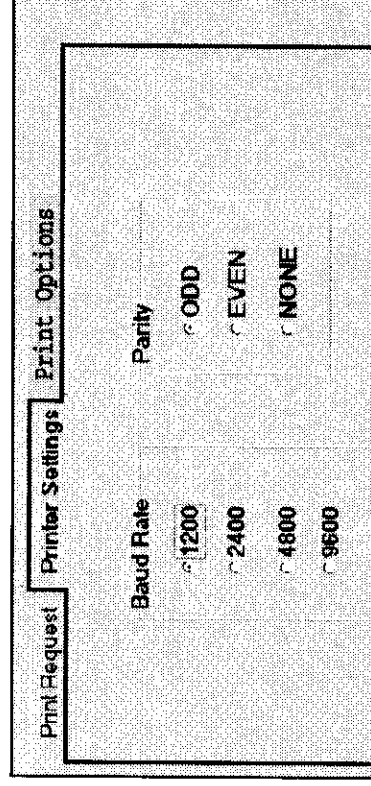 Print Request Printer Settings Print Options
Baud Rate Parity
1200 ODD
2400 EVEN
4800 NONE
9600